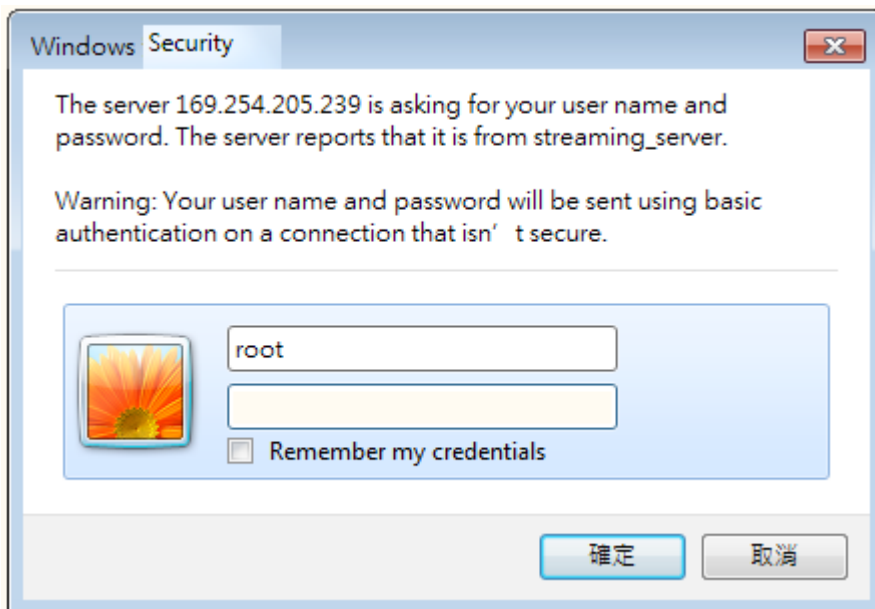 Windows Security
The server 169.254.205.239 is asking for your user name and
password. The server reports that it is from streaming_server.
Warning: Your user name and password will be sent using basic
authentication on a connection that isn’ t secure.
root
Remember my credentials
確定
取消